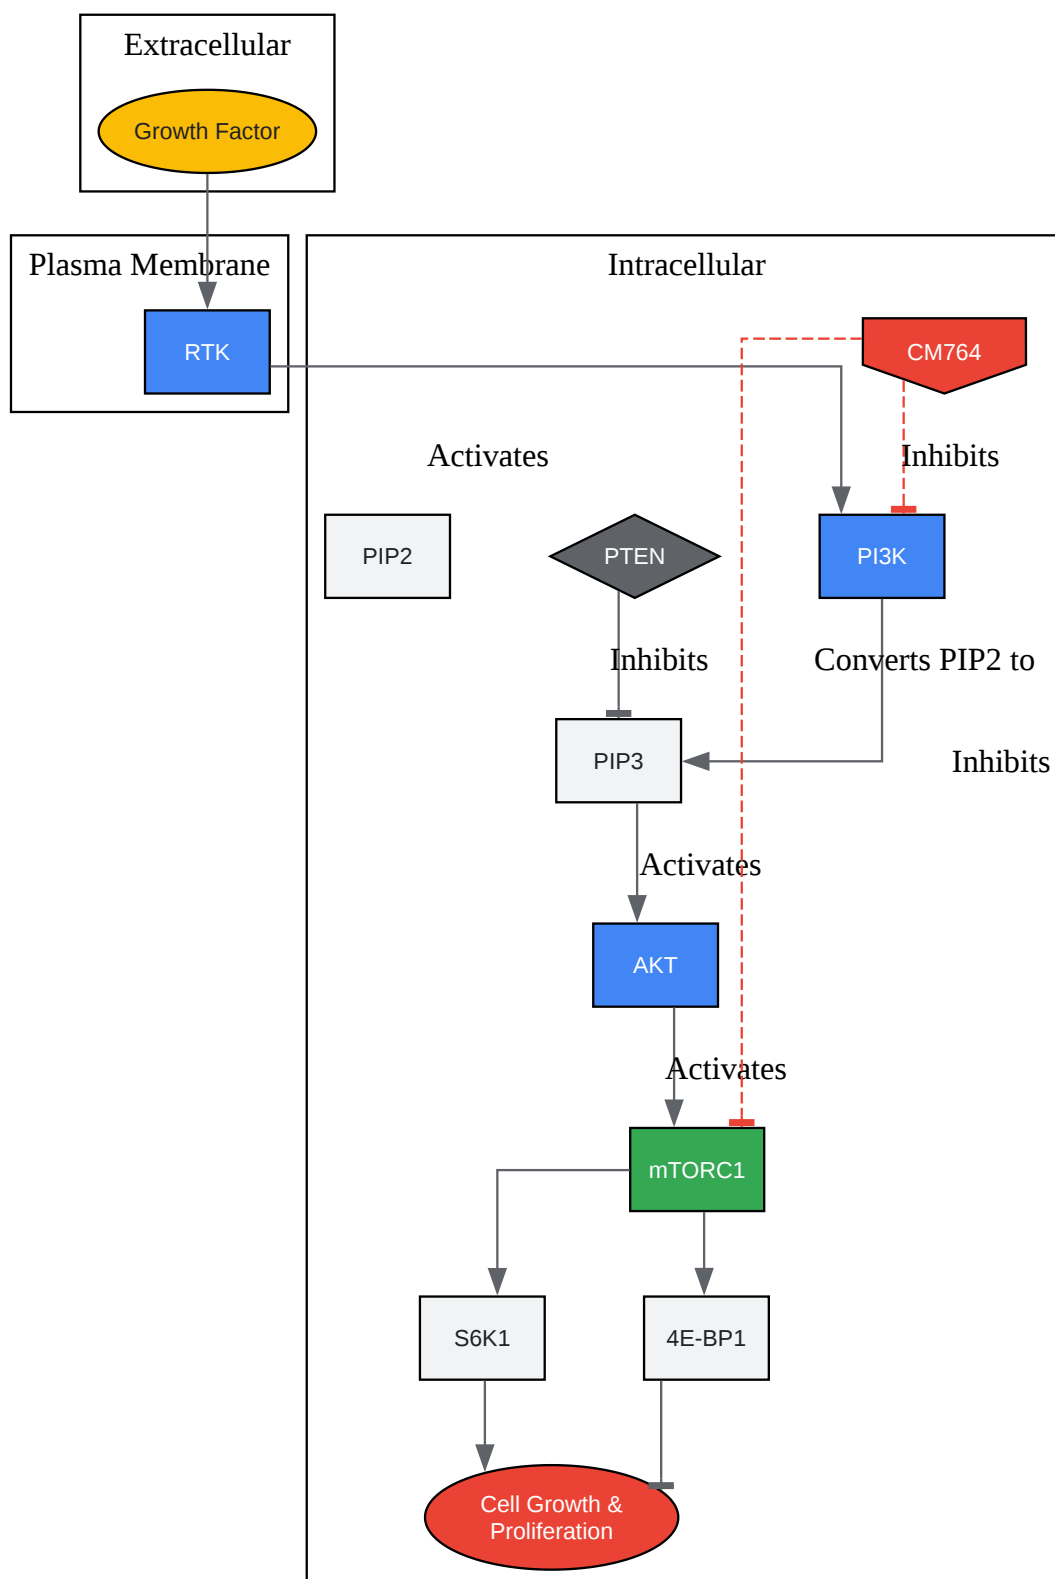 Extracellular
Growth Factor
Plasma Membrane
Intracellular
RTK
CM764
Activates
Inhibits
PIP2
PTEN
PI3K
Inhibits
Converts PIP2 to
PIP3
Inhibits
Activates
AKT
Activates
mTORC1
S6K1
4E-BP1
Cell Growth &
Proliferation